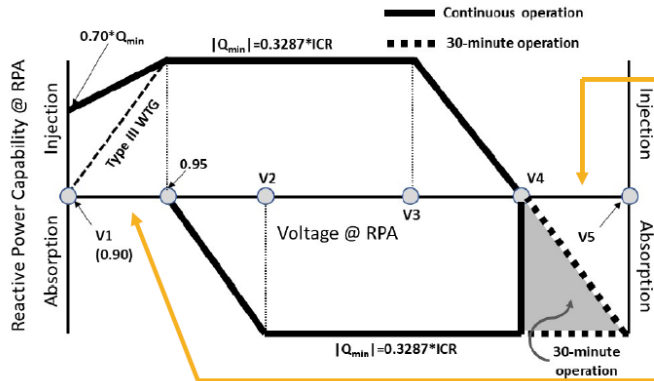 Continuous operation
30-minute operation
0.70*Qmin
|Qmin|=0.3287*ICR
Reactive Power Capability @ RPA
Injection
Absorption
Type III WTG
0.95
V1
(0.90)
V2
V3
V4
V5
Voltage @ RPA
Injection
Absorption
|Qmin|=0.3287*ICR
30-minute
operation